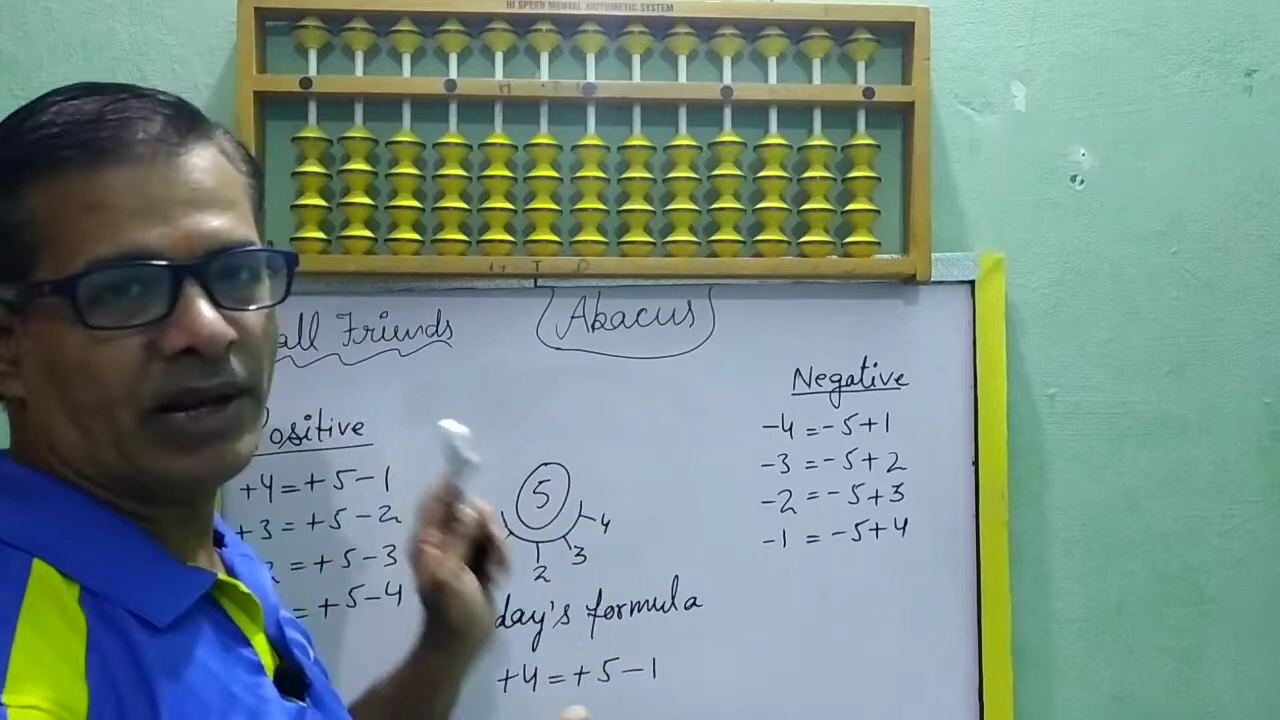 HI SPEED MENTAL ARITHMETIC SYSTEM
H T
H T O
all Friends
Abacus
Positive
+4=+5-1
+3=+5-2
2=+5-3
=+5-4
5
2
3
4
day's formula
+4=+5-1
Negative
-4=-5+1
-3=-5+2
-2=-5+3
-1=-5+4